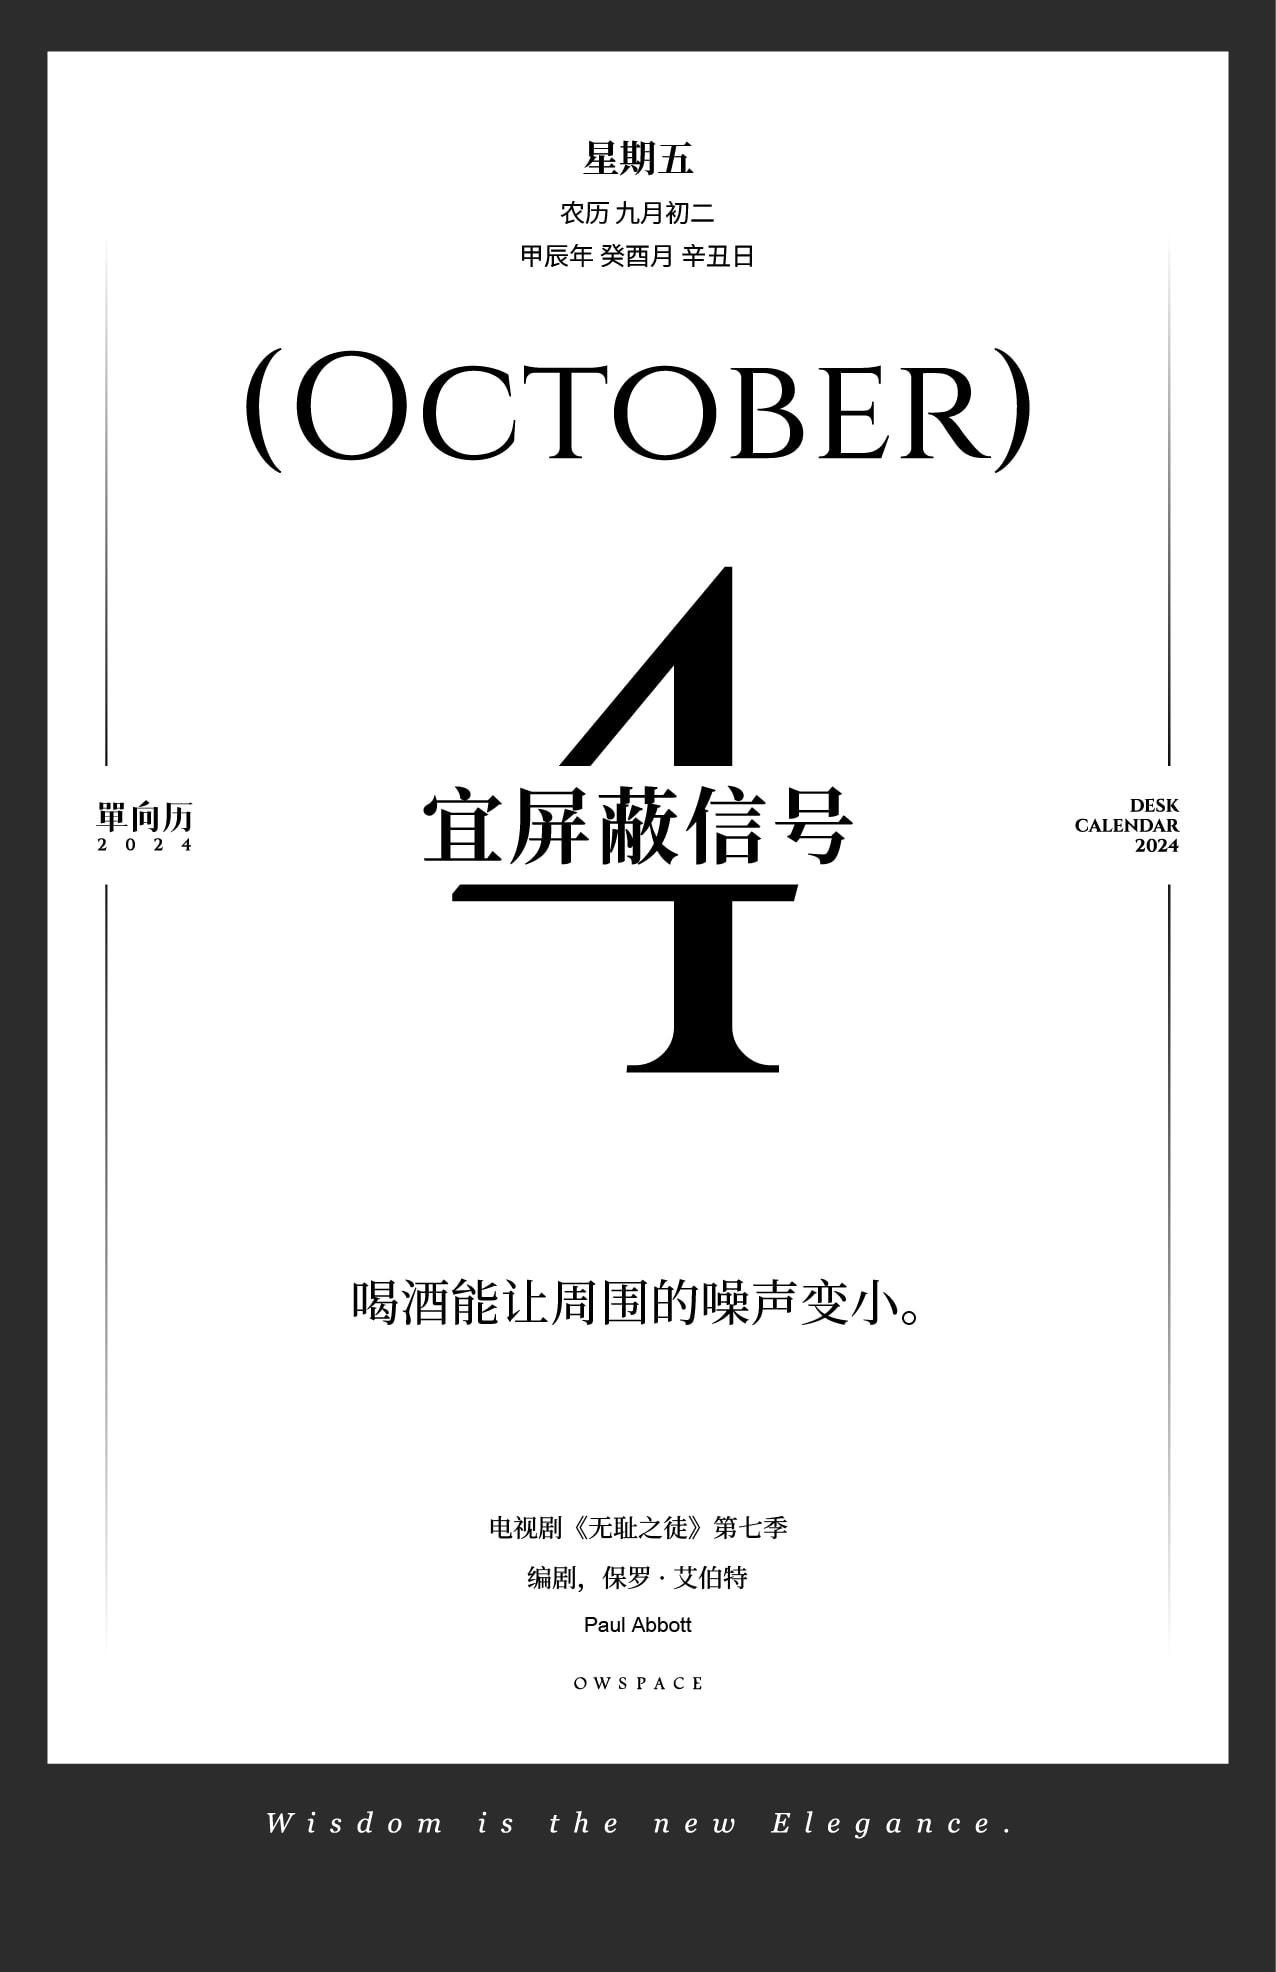 星期五
农历 九月初二
甲辰年 癸酉月 辛丑日
(OCTOBER)
4
宜屏蔽信号
單向历
2024
DESK
CALENDAR
2024
喝酒能让周围的噪声变小。
电视剧《无耻之徒》第七季
编剧，保罗·艾伯特
Paul Abbott
OWSPACE
Wisdom is the new Elegance.